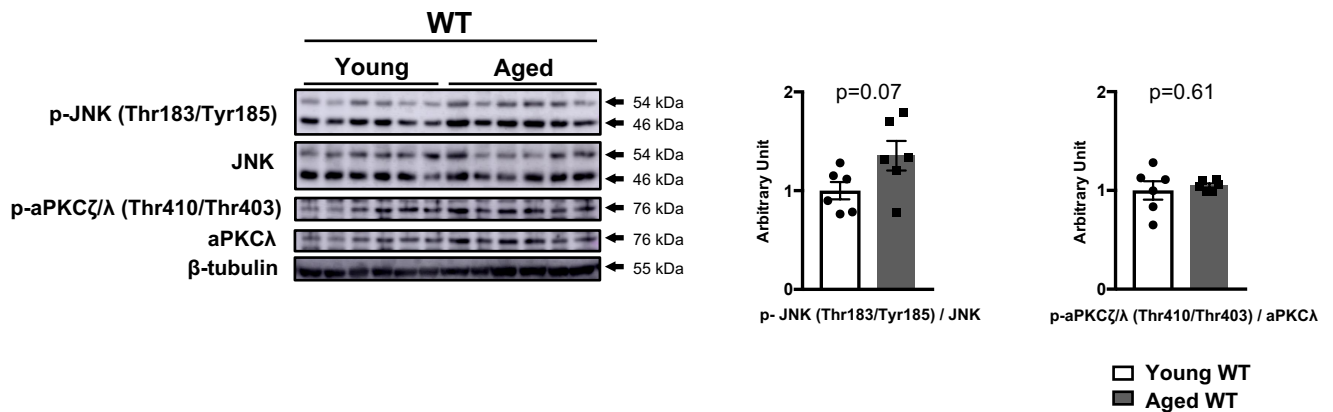 WT
Young Aged
p-JNK (Thr183/Tyr185)
54 kDa
46 kDa
JNK
54 kDa
46 kDa
p-aPKCζ/λ (Thr410/Thr403)
76 kDa
aPKCλ
76 kDa
β-tubulin
55 kDa
p=0.07
2
1
0
Arbitrary Unit
p- JNK (Thr183/Tyr185) / JNK
p=0.61
2
1
0
Arbitrary Unit
p-aPKCζ/λ (Thr410/Thr403) / aPKCλ
Young WT
Aged WT